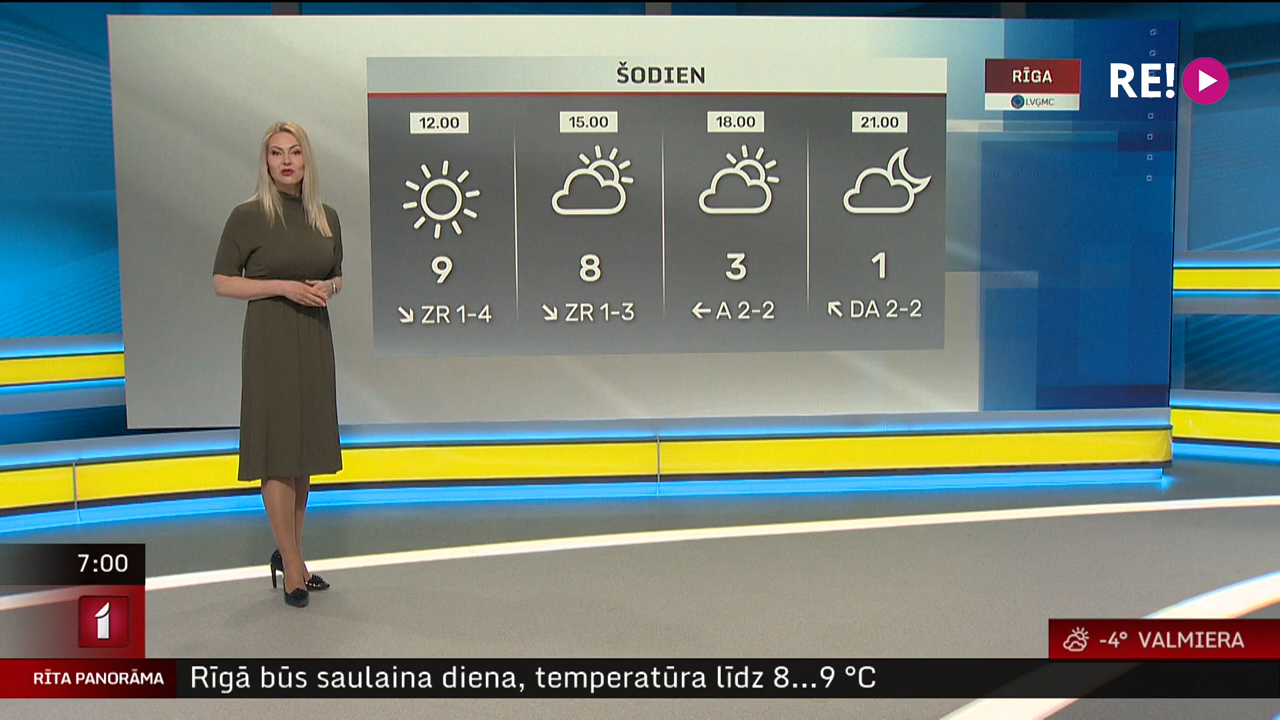 ŠODIEN
RĪGA
LVĢMC
RE!
12.00
15.00
18.00
21.00
9
8
3
1
ZR 1-4
ZR 1-3
A 2-2
DA 2-2
7:00
1
-4° VALMIERA
RĪTA PANORĀMA
Rīgā būs saulaina diena, temperatūra līdz 8...9 °C